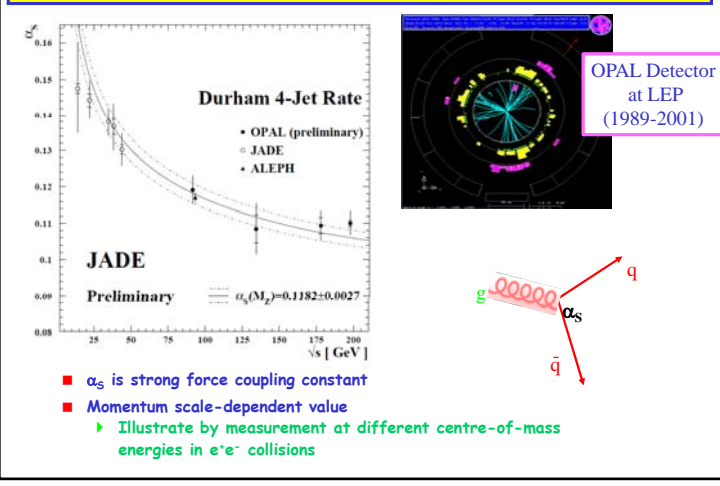 αS
0.16
0.15
0.14
0.13
0.12
0.11
0.1
0.09
0.08
Durham 4-Jet Rate
OPAL (preliminary)
JADE
ALEPH
JADE
Preliminary
αS(MZ)=0.1182±0.0027
25 50 75 100 125 150 175 200
√s [ GeV ]
OPAL Detector
at LEP
(1989-2001)
g
q
αS
q̄
αS is strong force coupling constant
Momentum scale-dependent value
Illustrate by measurement at different centre-of-mass
energies in e⁺e⁻ collisions